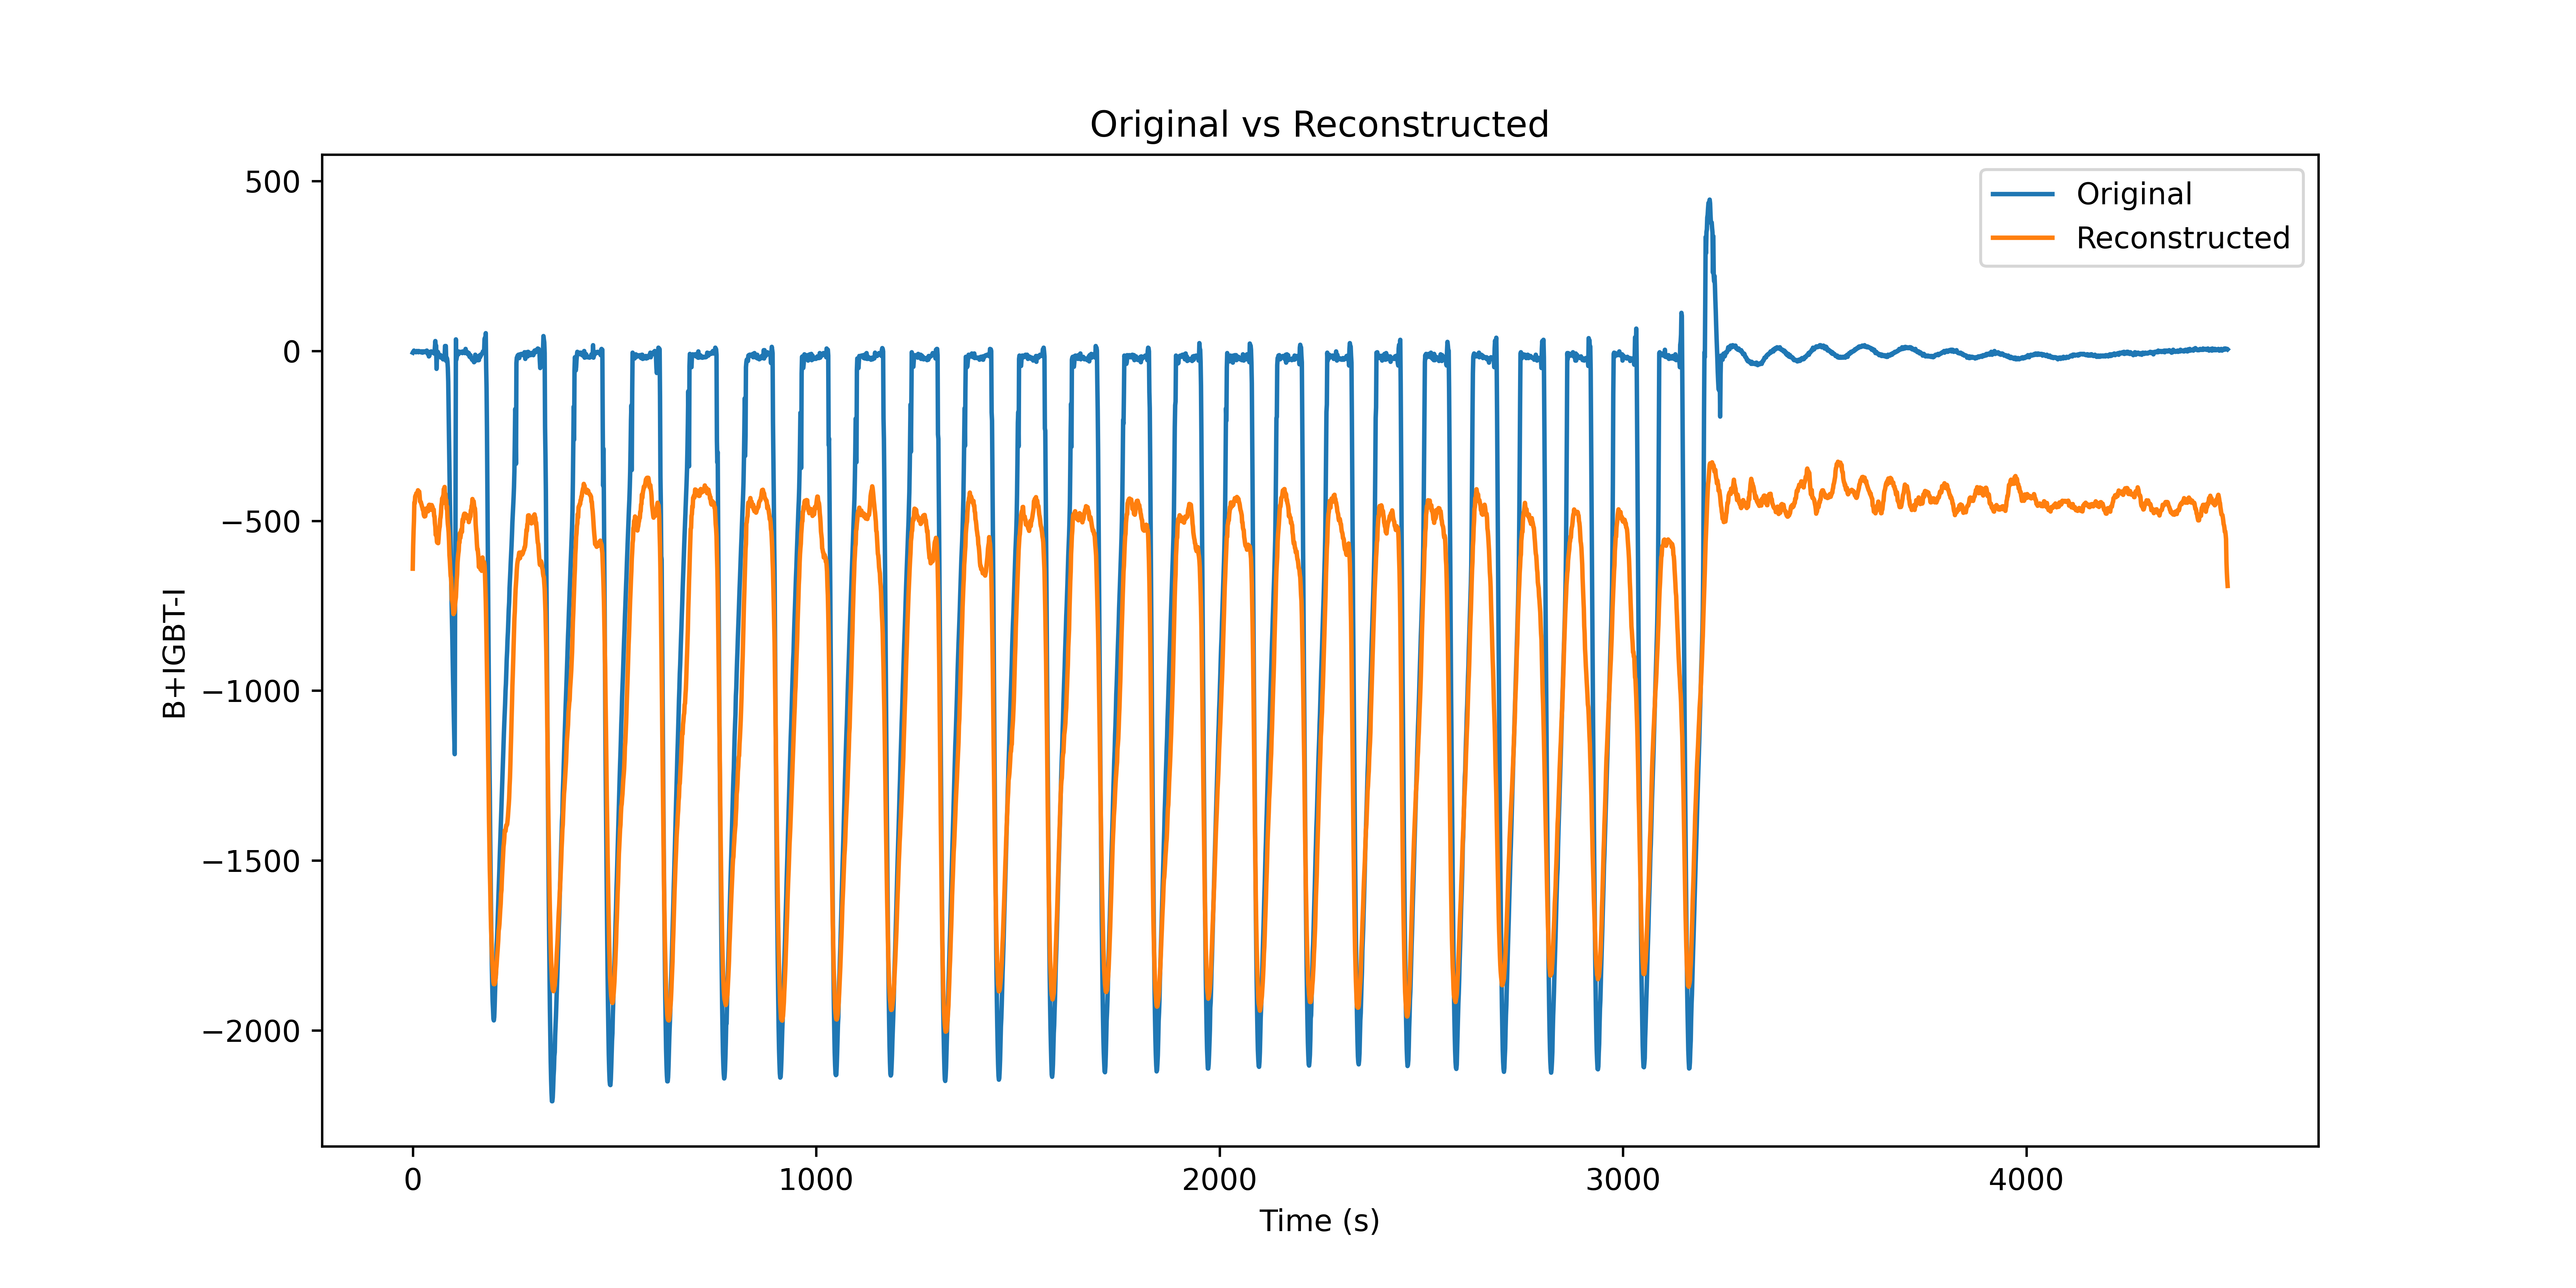 Original vs Reconstructed
500
0
−500
−1000
−1500
−2000
B+IGBT-I
Original
Reconstructed
0
1000
2000
3000
4000
Time (s)